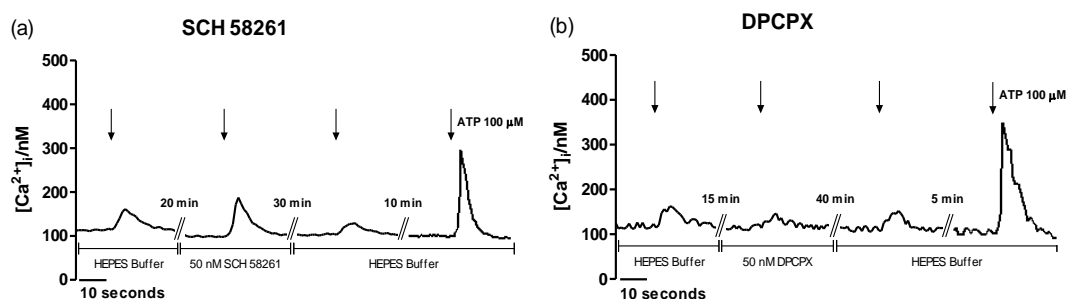 (a)
SCH 58261
500
400
300
200
100
0
[Ca2+]i/nM
ATP 100 µM
20 min
30 min
10 min
HEPES Buffer
50 nM SCH 58261
HEPES Buffer
10 seconds
(b)
DPCPX
500
400
300
200
100
0
[Ca2+]i/nM
ATP 100 µM
15 min
40 min
5 min
HEPES Buffer
50 nM DPCPX
HEPES Buffer
10 seconds